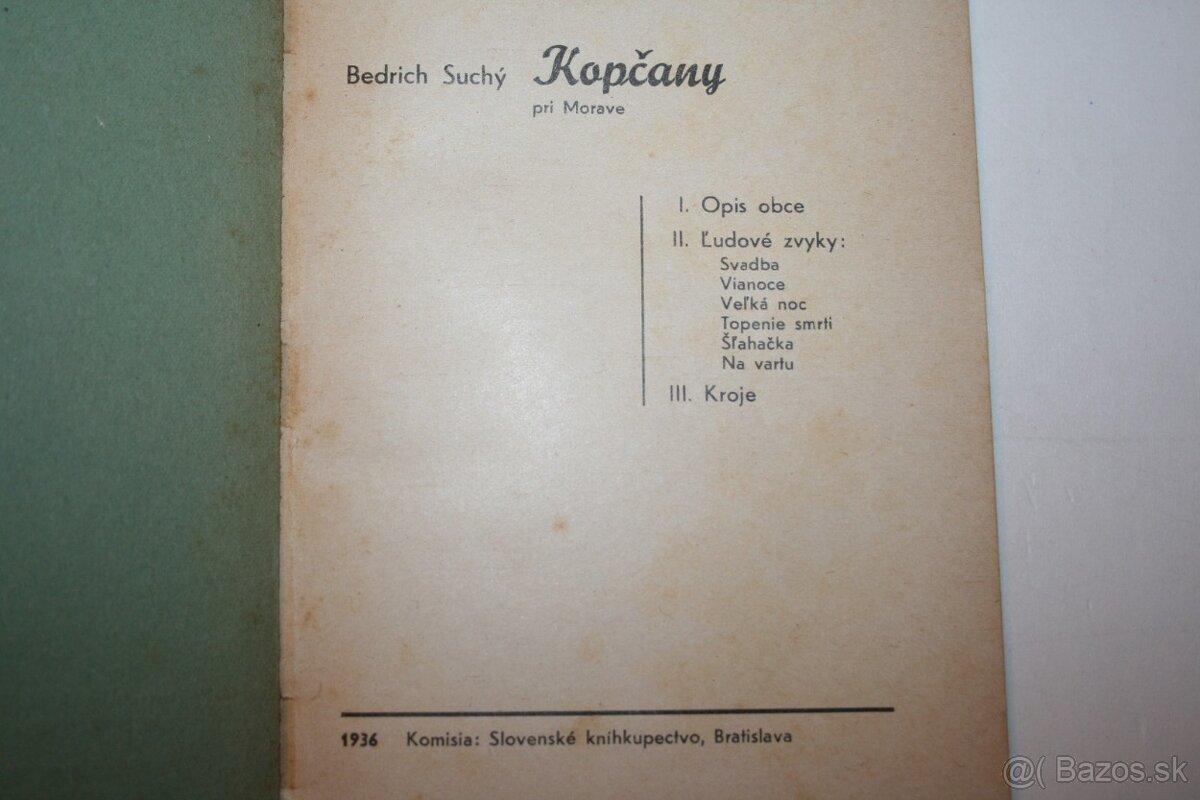 Bedrich Suchý Kopčany
pri Morave
I. Opis obce
II. Ľudové zvyky:
Svadba
Vianoce
Veľká noc
Topenie smrti
Šľahačka
Na vartu
III. Kroje
1936 Komisia: Slovenské kníhkupectvo, Bratislava
@( Bazos.sk